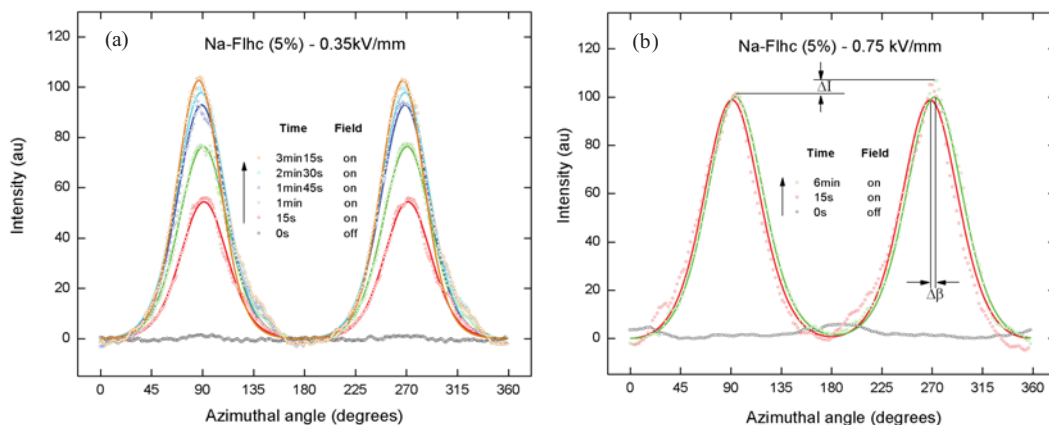 (a)
Na-Flhc (5%) - 0.35kV/mm
Intensity (au)
120
100
80
60
40
20
0
Time Field
3min15s on
2min30s on
1min45s on
1min on
15s on
0s off
0 45 90 135 180 225 270 315 360
Azimuthal angle (degrees)
(b)
Na-Flhc (5%) - 0.75 kV/mm
Intensity (au)
120
100
80
60
40
20
0
ΔI
Time Field
6min on
15s on
0s off
Δβ
0 45 90 135 180 225 270 315 360
Azimuthal angle (degrees)